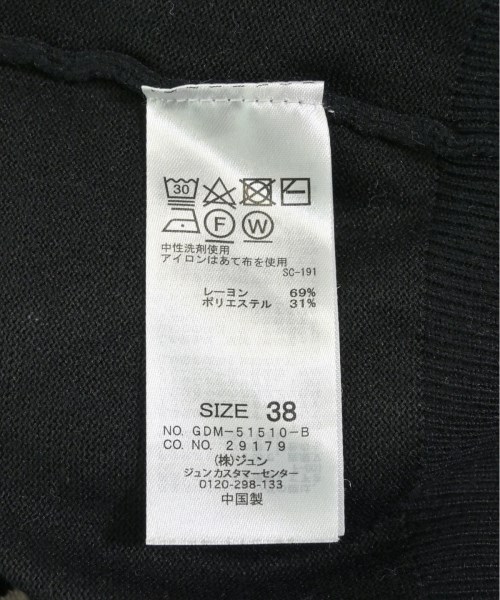 30
F W
中性洗剤使用
アイロンはあて布を使用
SC-191
レーヨン 69%
ポリエステル 31%
SIZE 38
NO. GDM-51510-B
CO. NO. 29179
(株)ジュン
ジュンカスタマーセンター
0120-298-133
中国製